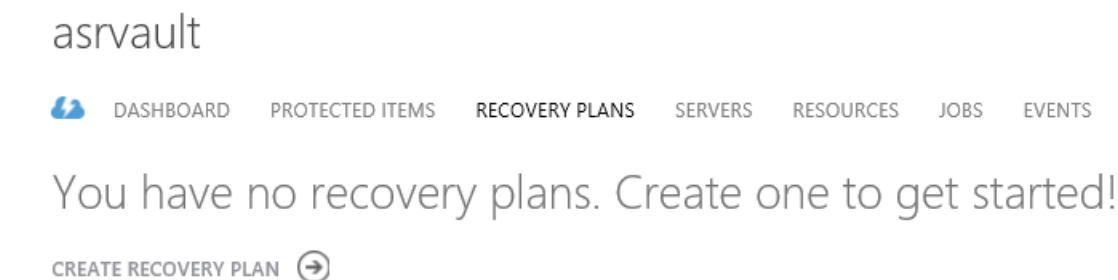 asrvault
DASHBOARD PROTECTED ITEMS RECOVERY PLANS SERVERS RESOURCES JOBS EVENTS
You have no recovery plans. Create one to get started!
CREATE RECOVERY PLAN